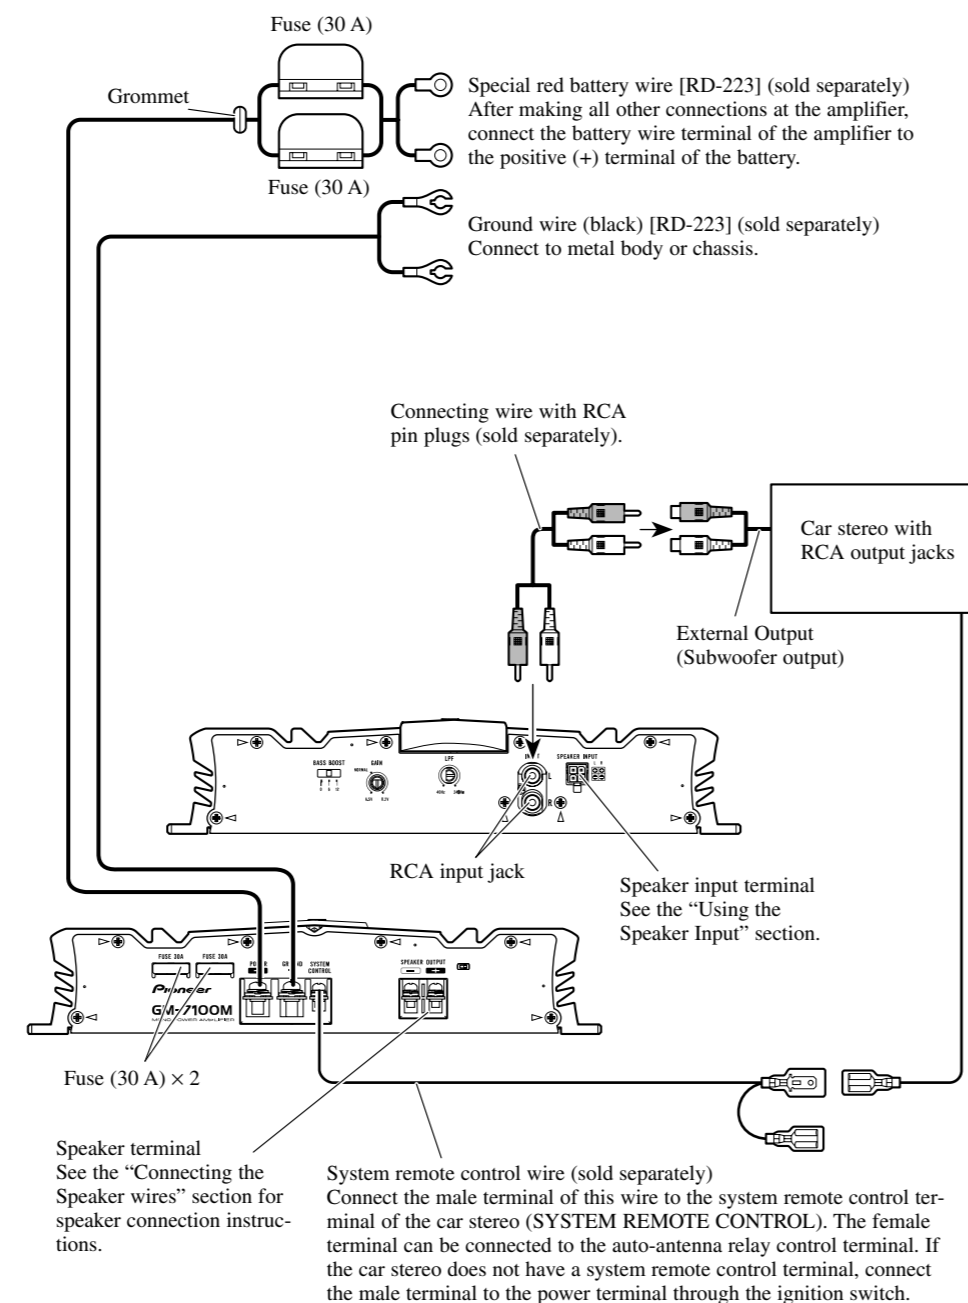 Fuse (30 A)
Grommet
Special red battery wire [RD-223] (sold separately)
After making all other connections at the amplifier,
connect the battery wire terminal of the amplifier to
the positive (+) terminal of the battery.
Fuse (30 A)
Ground wire (black) [RD-223] (sold separately)
Connect to metal body or chassis.
Connecting wire with RCA
pin plugs (sold separately).
Car stereo with
RCA output jacks
External Output
(Subwoofer output)
BASS BOOST
GAIN
NORMAL
LPF
SPEAKER INPUT
L R
L
R
RCA input jack
Speaker input terminal
See the “Using the
Speaker Input” section.
FUSE 30A FUSE 30A
POWER
GROUND
SYSTEM
CONTROL
SPEAKER OUTPUT
− +
Pioneer
GM-7100M
Fuse (30 A) × 2
Speaker terminal
See the “Connecting the
Speaker wires” section for
speaker connection instruc-
tions.
System remote control wire (sold separately)
Connect the male terminal of this wire to the system remote control ter-
minal of the car stereo (SYSTEM REMOTE CONTROL). The female
terminal can be connected to the auto-antenna relay control terminal. If
the car stereo does not have a system remote control terminal, connect
the male terminal to the power terminal through the ignition switch.